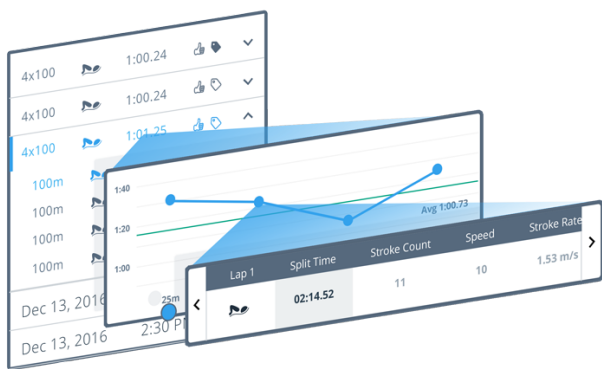 4x100 1:00.24
4x100 1:00.24
4x100 1:01.25
100m
100m
100m
100m
Dec 13, 2016
Dec 13, 2016 2:30
1:40
1:20
1:00
Avg 1:00.73
25m
Lap 1 Split Time Stroke Count Speed Stroke Rate
02:14.52 11 10 1.53 m/s